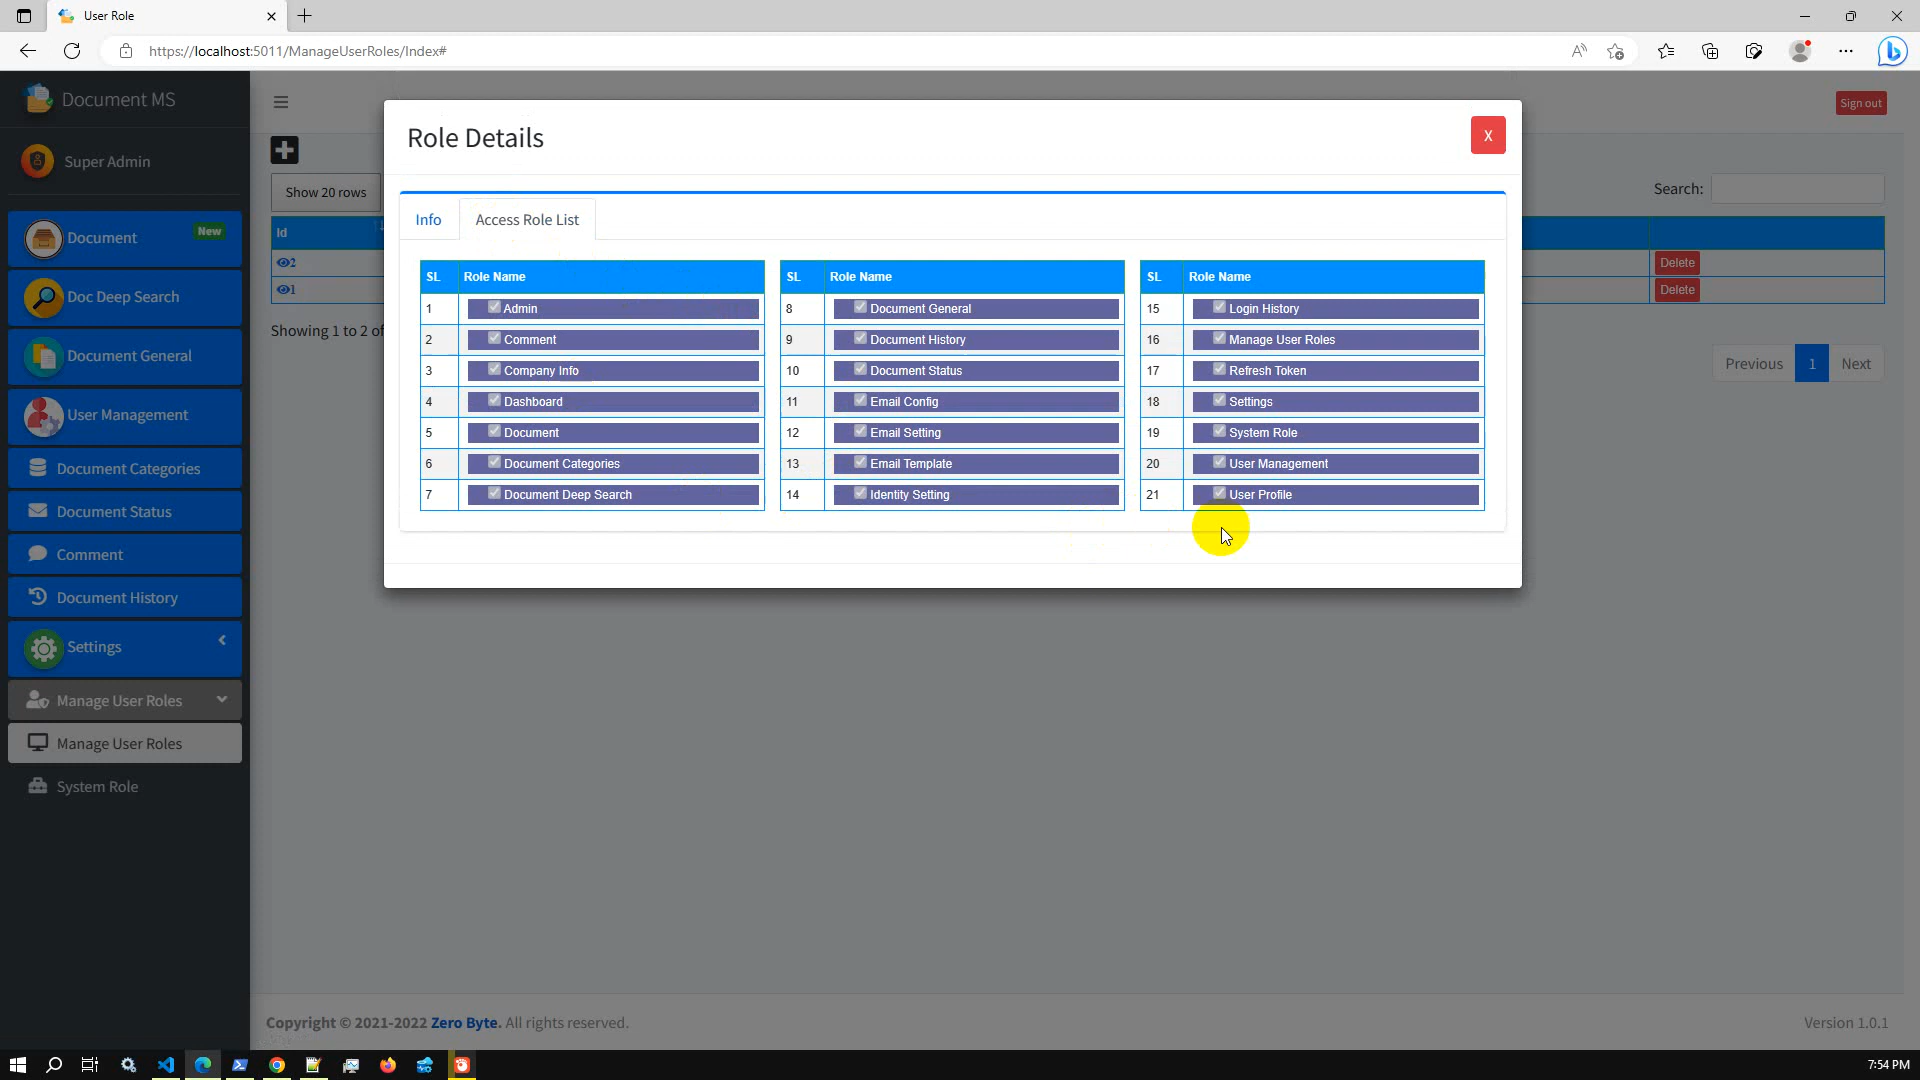 User Role
https://localhost:5011/ManageUserRoles/Index#
Document MS
Super Admin
Document
New
Doc Deep Search
Document General
User Management
Document Categories
Document Status
Comment
Document History
Settings
Manage User Roles
Manage User Roles
System Role
Sign out
Show 20 rows
Search:
Id
2
Delete
1
Delete
Showing 1 to 2 of
Previous 1 Next
Role Details
X
Info
Access Role List
SL Role Name
1 Admin
2 Comment
3 Company Info
4 Dashboard
5 Document
6 Document Categories
7 Document Deep Search
SL Role Name
8 Document General
9 Document History
10 Document Status
11 Email Config
12 Email Setting
13 Email Template
14 Identity Setting
SL Role Name
15 Login History
16 Manage User Roles
17 Refresh Token
18 Settings
19 System Role
20 User Management
21 User Profile
Copyright © 2021-2022 Zero Byte. All rights reserved.
Version 1.0.1
7:54 PM